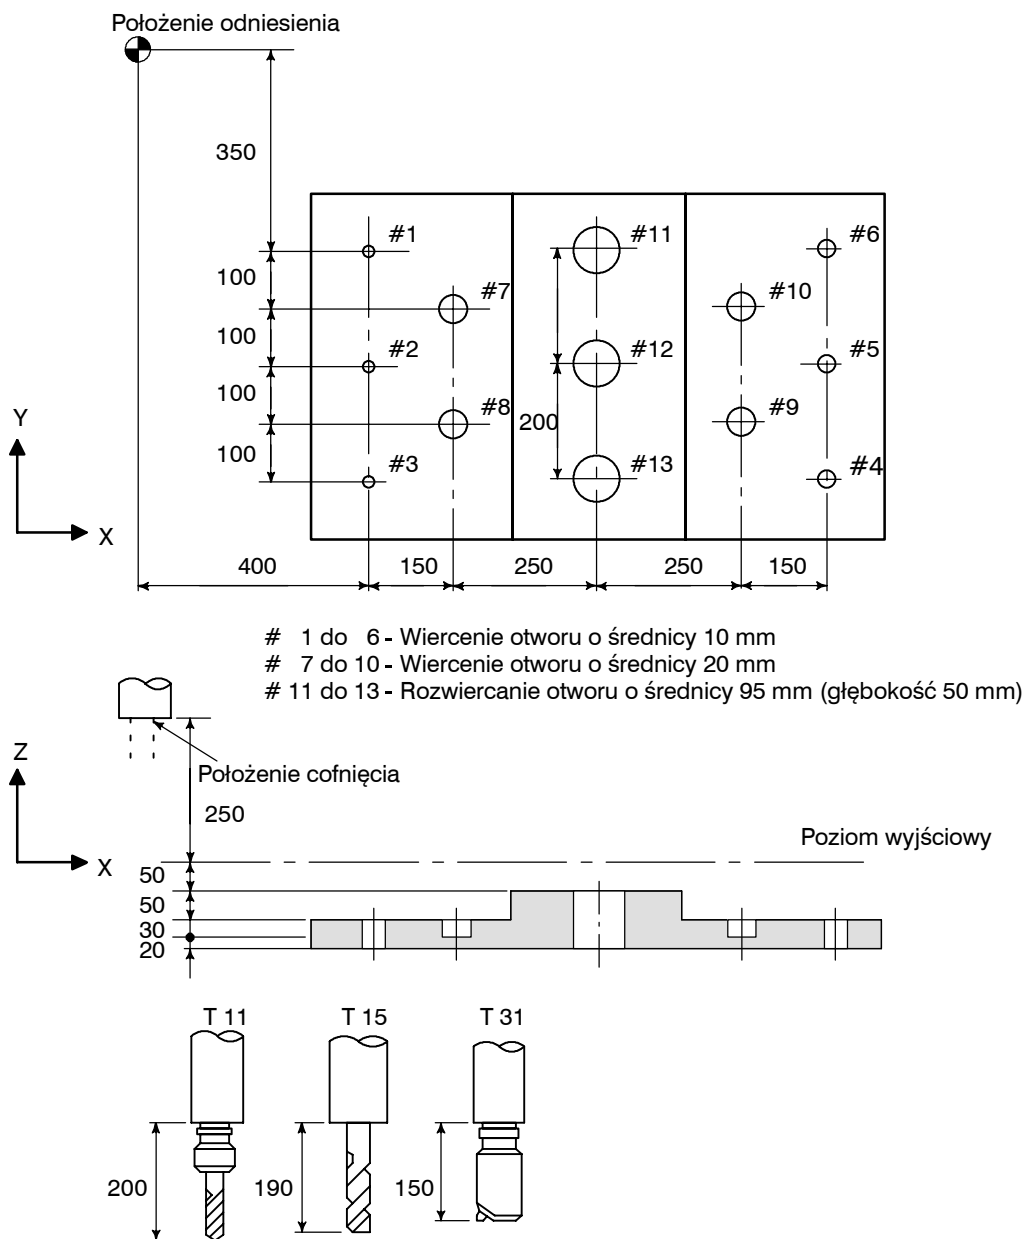 Położenie odniesienia
350
#1
#11
#6
100
#7
#10
100
#2
#12
#5
100
#8
#9
Y
200
100
#3
#13
#4
X
400
150
250
250
150
# 1 do 6 - Wiercenie otworu o średnicy 10 mm
# 7 do 10 - Wiercenie otworu o średnicy 20 mm
# 11 do 13 - Rozwiercanie otworu o średnicy 95 mm (głębokość 50 mm)
Z
Położenie cofnięcia
250
Poziom wyjściowy
X
50
50
30
20
T 11
T 15
T 31
200
190
150